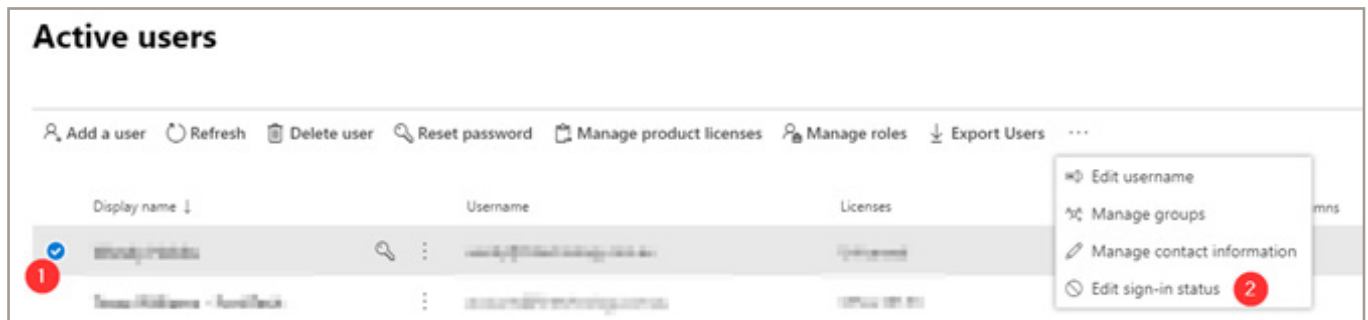 Active users
Add a user Refresh Delete user Reset password Manage product licenses Manage roles Export Users ...
Edit username
Display name ↓ Username Licenses mns
Manage groups
Manage contact information
1
Edit sign-in status 2